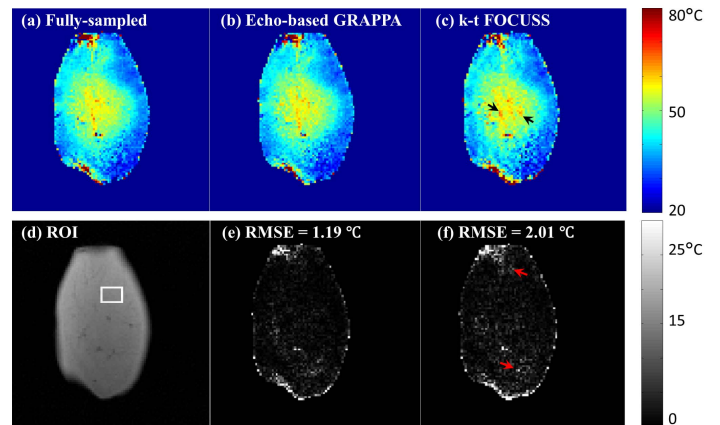 (a) Fully-sampled
(b) Echo-based GRAPPA
(c) k-t FOCUSS
80°C
50
20
(d) ROI
(e) RMSE = 1.19 ℃
(f) RMSE = 2.01 ℃
25°C
15
0